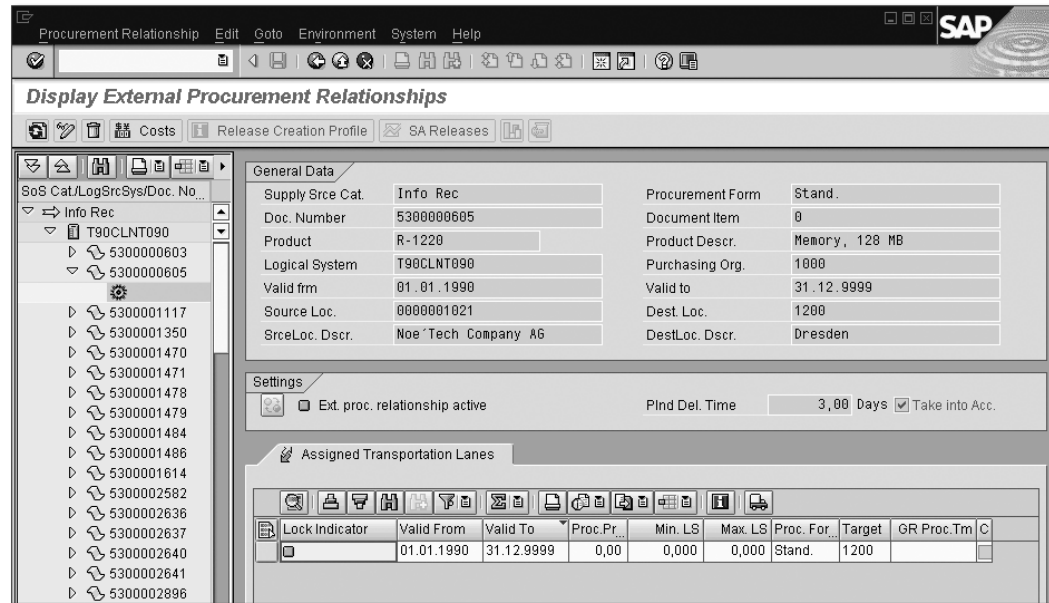 Procurement Relationship Edit Goto Environment System Help
SAP
Display External Procurement Relationships
Costs Release Creation Profile SA Releases
SoS Cat./LogSrcSys/Doc. No...
Info Rec
T90CLNT090
5300000603
5300000605
5300001117
5300001350
5300001470
5300001471
5300001478
5300001479
5300001484
5300001486
5300001614
5300002582
5300002636
5300002637
5300002640
5300002641
5300002896
General Data
Supply Srce Cat. Info Rec Procurement Form Stand.
Doc. Number 5300000605 Document Item 0
Product R-1220 Product Descr. Memory, 128 MB
Logical System T90CLNT090 Purchasing Org. 1000
Valid frm 01.01.1990 Valid to 31.12.9999
Source Loc. 0000001021 Dest. Loc. 1200
SrceLoc. Dscr. Noe´Tech Company AG DestLoc. Dscr. Dresden
Settings
Ext. proc. relationship active Plnd Del. Time 3,00 Days Take into Acc.
Assigned Transportation Lanes
Lock Indicator Valid From Valid To Proc.Pr... Min. LS Max. LS Proc. For... Target GR Proc.Tm C
01.01.1990 31.12.9999 0,00 0,000 0,000 Stand. 1200